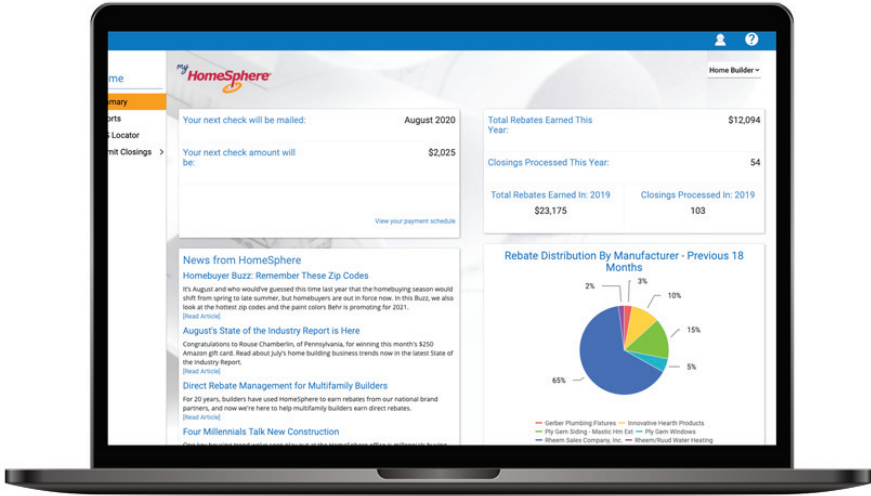 my HomeSphere
Home Builder
me
mary
orts
S Locator
mit Closings >
Your next check will be mailed:
August 2020
Your next check amount will
be:
$2,025
View your payment schedule
Total Rebates Earned This
Year:
$12,094
Closings Processed This Year:
54
Total Rebates Earned In: 2019
Closings Processed In: 2019
$23,175
103
News from HomeSphere
Homebuyer Buzz: Remember These Zip Codes
It's August and who would've guessed this time last year that the homebuying season would
shift from spring to late summer, but homebuyers are out in force now. In this Buzz, we also
look at the hottest zip codes and the paint colors Behr is promoting for 2021.
[Read Article]
August's State of the Industry Report is Here
Congratulations to Rouse Chamberlin, of Pennsylvania, for winning this month's $250
Amazon gift card. Read about July's home building business trends now in the latest State of
the Industry Report.
[Read Article]
Direct Rebate Management for Multifamily Builders
For 20 years, builders have used HomeSphere to earn rebates from our national brand
partners, and now we're here to help multifamily builders earn direct rebates.
[Read Article]
Four Millennials Talk New Construction
Rebate Distribution By Manufacturer - Previous 18
Months
2%
3%
10%
15%
5%
65%
Gerber Plumbing Fixtures
Innovative Hearth Products
Ply Gem Siding - Mastic Hm Ext
Ply Gem Windows
Rheem Sales Company, Inc.
Rheem/Ruud Water Heating